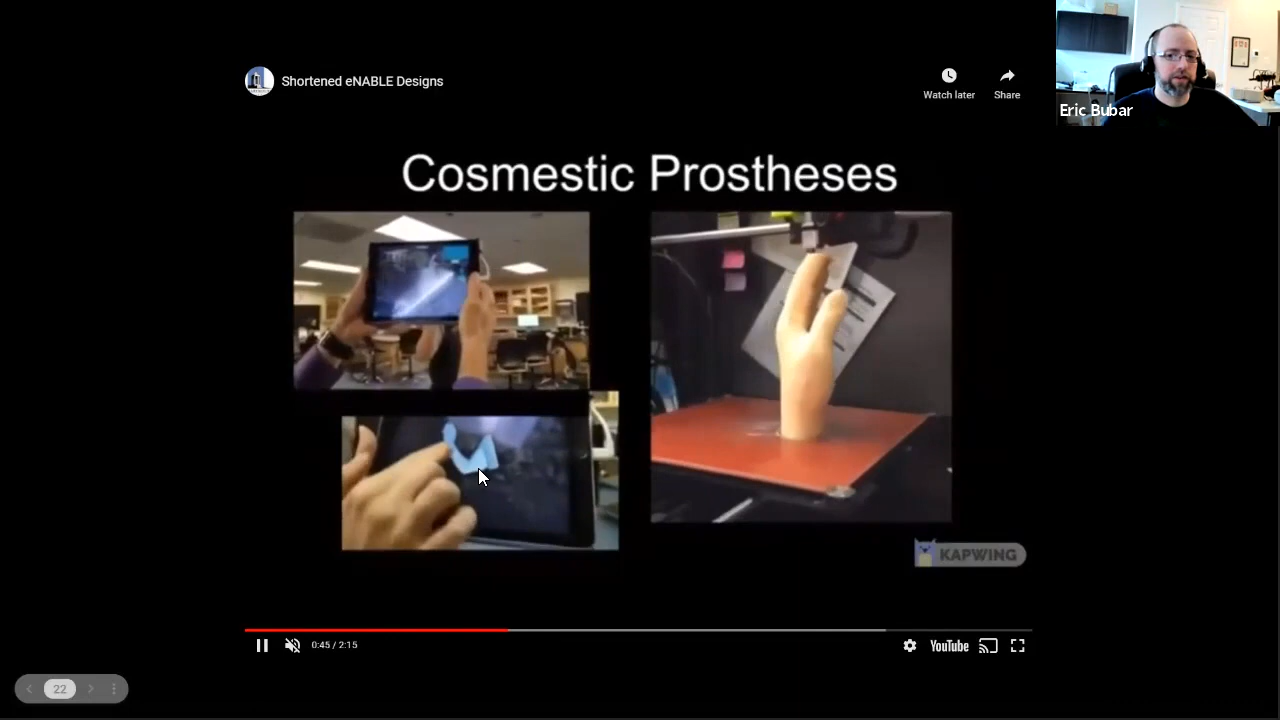 Shortened eNABLE Designs
Watch later
Share
Eric Bubar
Cosmestic Prostheses
KAPWING
0:45 / 2:15
YouTube
22